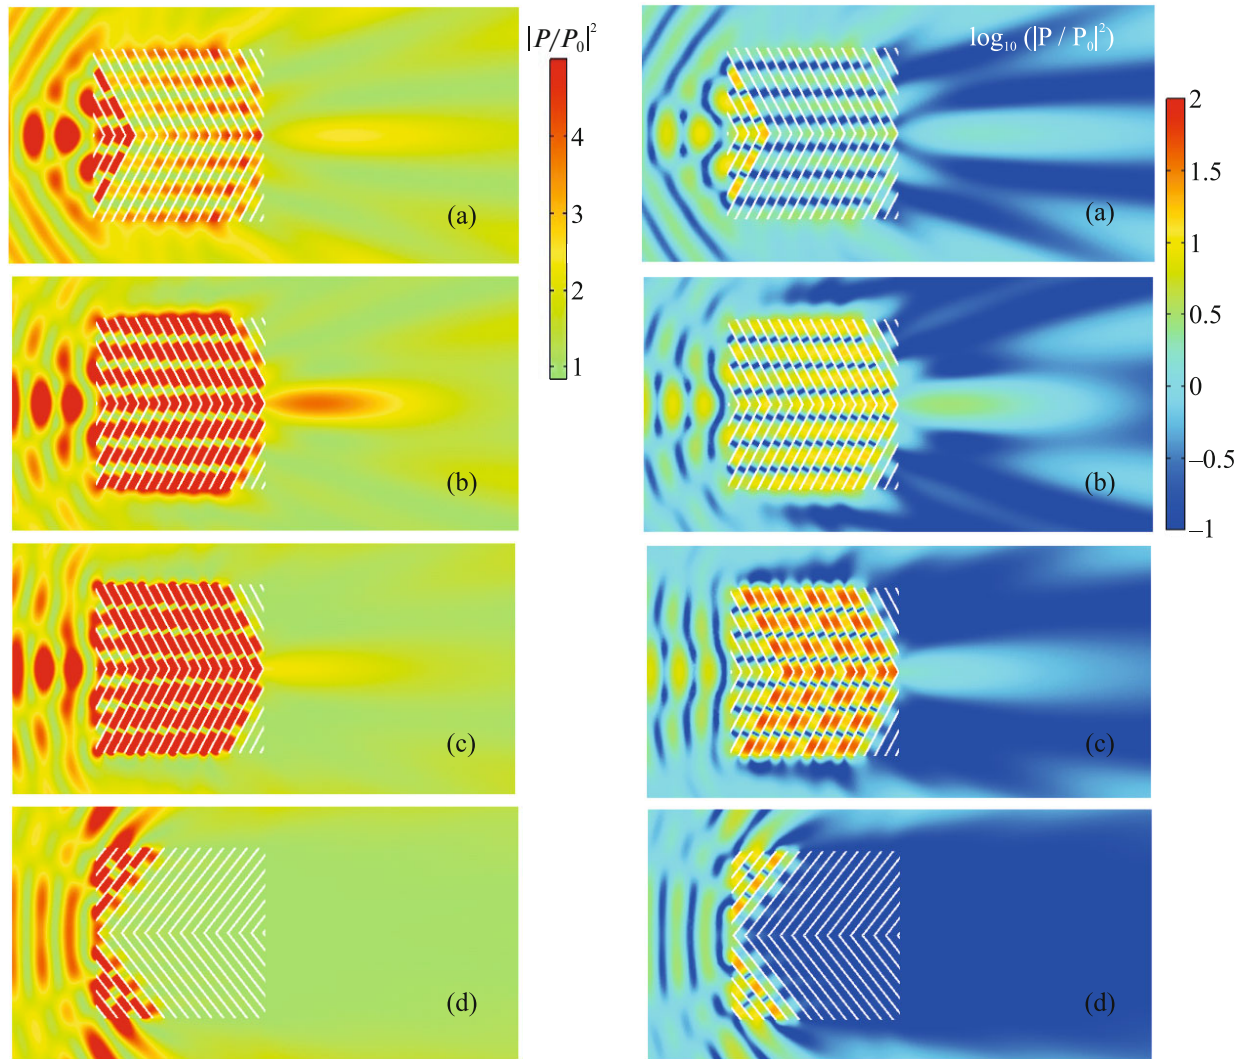 |P/P₀|²
4
3
2
1
(a)
(b)
(c)
(d)
log₁₀ (|P / P₀|²)
2
1.5
1
0.5
0
–0.5
–1
(a)
(b)
(c)
(d)